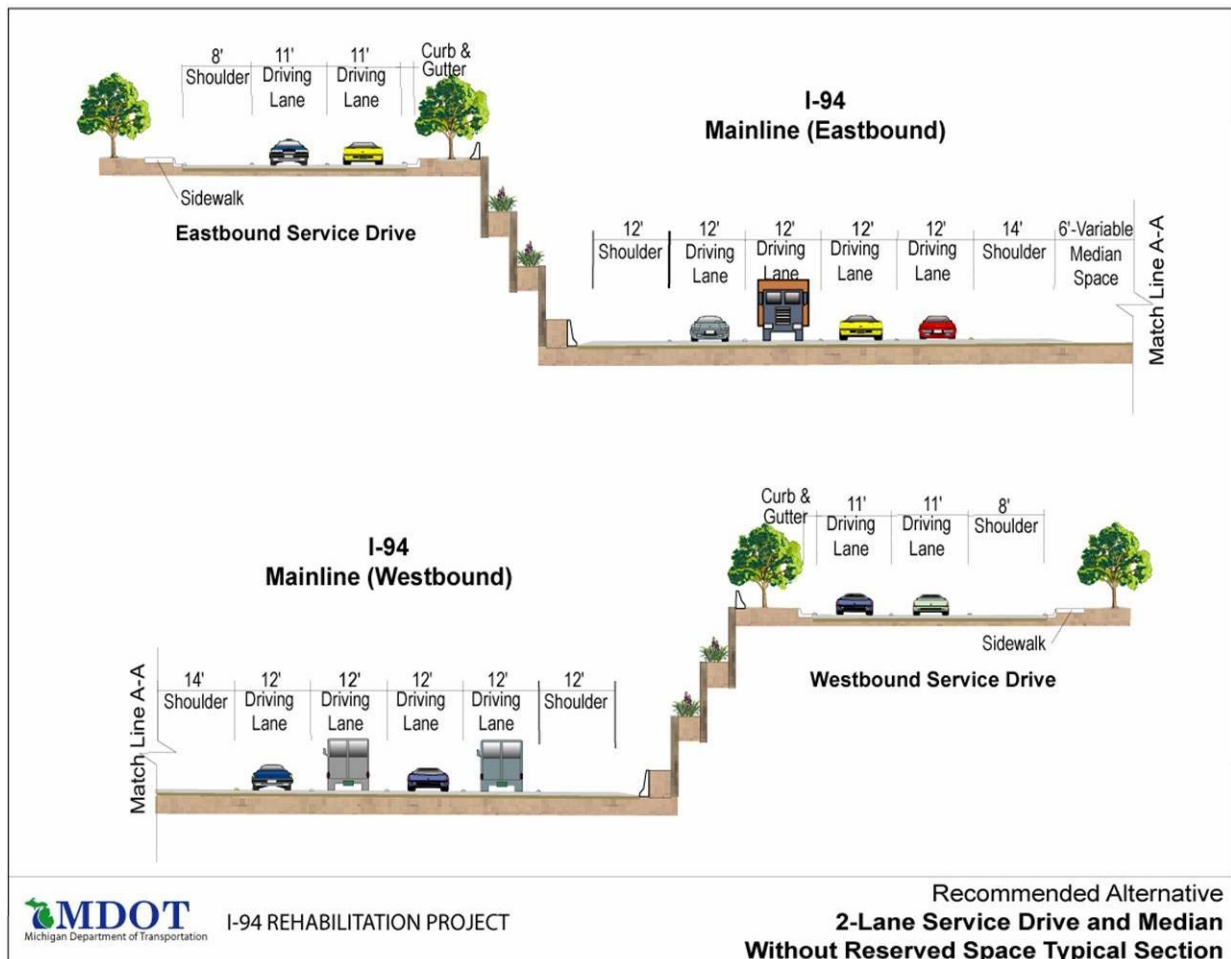 8'
Shoulder
11'
Driving
Lane
11'
Driving
Lane
Curb &
Gutter
Sidewalk
Eastbound Service Drive
I-94
Mainline (Eastbound)
12'
Shoulder
12'
Driving
Lane
12'
Driving
Lane
12'
Driving
Lane
12'
Driving
Lane
14'
Shoulder
6'-Variable
Median
Space
Match Line A-A
Curb &
Gutter
11'
Driving
Lane
11'
Driving
Lane
8'
Shoulder
Sidewalk
Westbound Service Drive
I-94
Mainline (Westbound)
Match Line A-A
14'
Shoulder
12'
Driving
Lane
12'
Driving
Lane
12'
Driving
Lane
12'
Driving
Lane
12'
Shoulder
MDOT
Michigan Department of Transportation
I-94 REHABILITATION PROJECT
Recommended Alternative
2-Lane Service Drive and Median
Without Reserved Space Typical Section